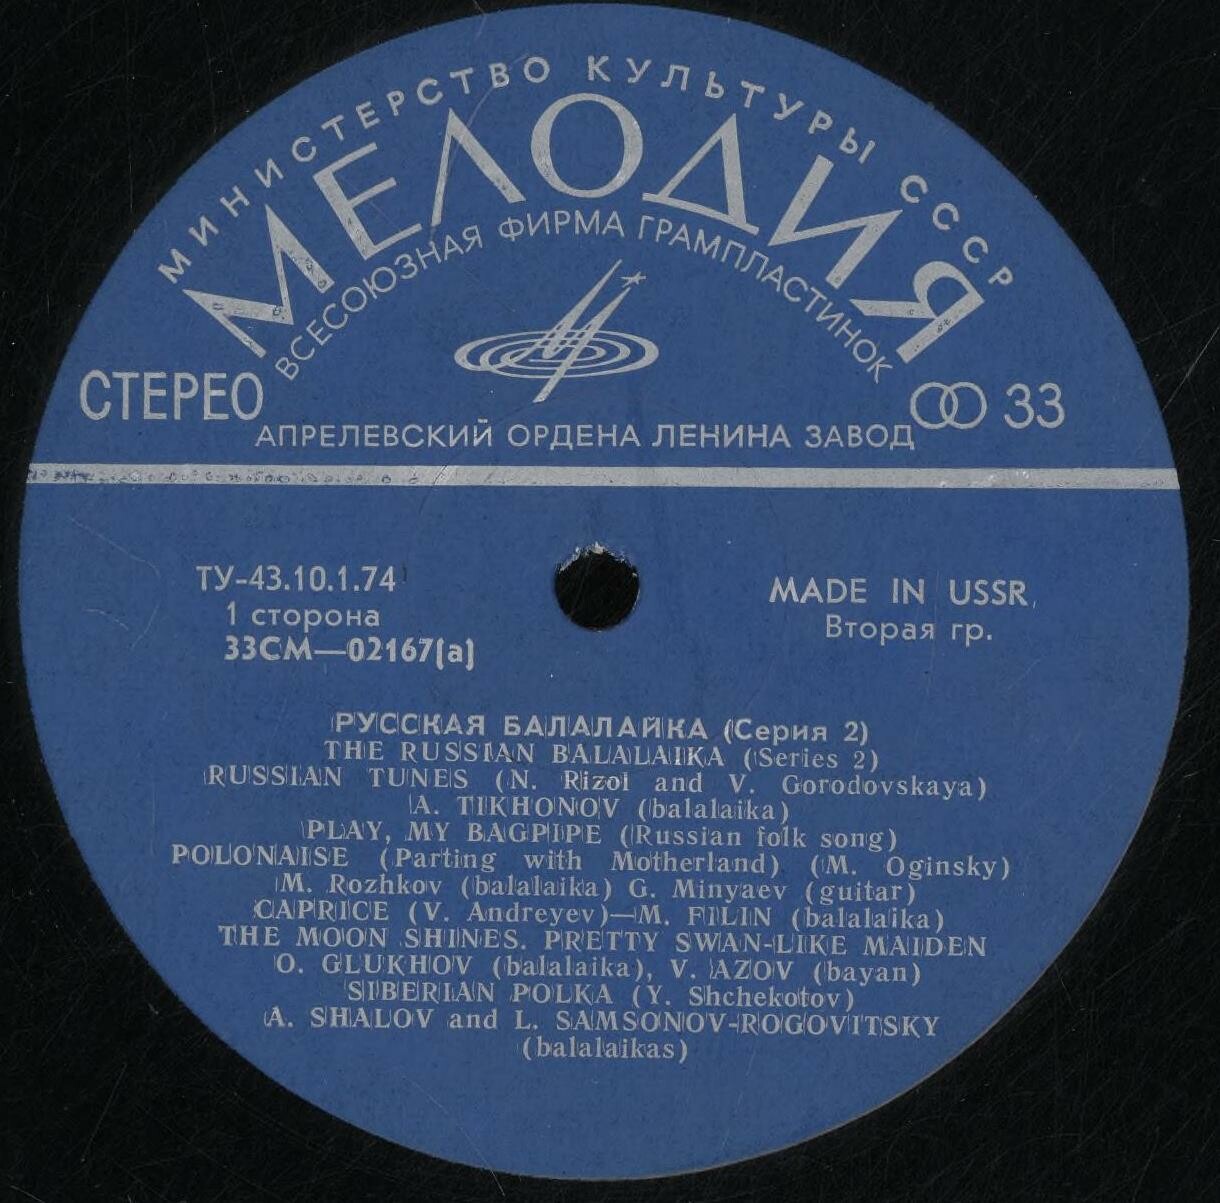 МИНИСТЕРСТВО КУЛЬТУРЫ СССР
МЕЛОДИЯ
ВСЕСОЮЗНАЯ ФИРМА ГРАМПЛАСТИНОК
СТЕРЕО
33
АПРЕЛЕВСКИЙ ОРДЕНА ЛЕНИНА ЗАВОД
ТУ-43.10.1.74
1 сторона
33СМ—02167(а)
MADE IN USSR
Вторая гр.
РУССКАЯ БАЛАЛАЙКА (Серия 2)
THE RUSSIAN BALALAIKA (Series 2)
RUSSIAN TUNES (N. Rizol and V. Gorodovskaya)
A. TIKHONOV (balalaika)
PLAY, MY BAGPIPE (Russian folk song)
POLONAISE (Parting with Motherland) (M. Oginsky)
M. Rozhkov (balalaika) G. Minyaev (guitar)
CAPRICE (V. Andreyev)—M. FILIN (balalaika)
THE MOON SHINES. PRETTY SWAN-LIKE MAIDEN
O. GLUKHOV (balalaika), V. AZOV (bayan)
SIBERIAN POLKA (Y. Shchekotov)
A. SHALOV and L. SAMSONOV-ROGOVITSKY
(balalaikas)